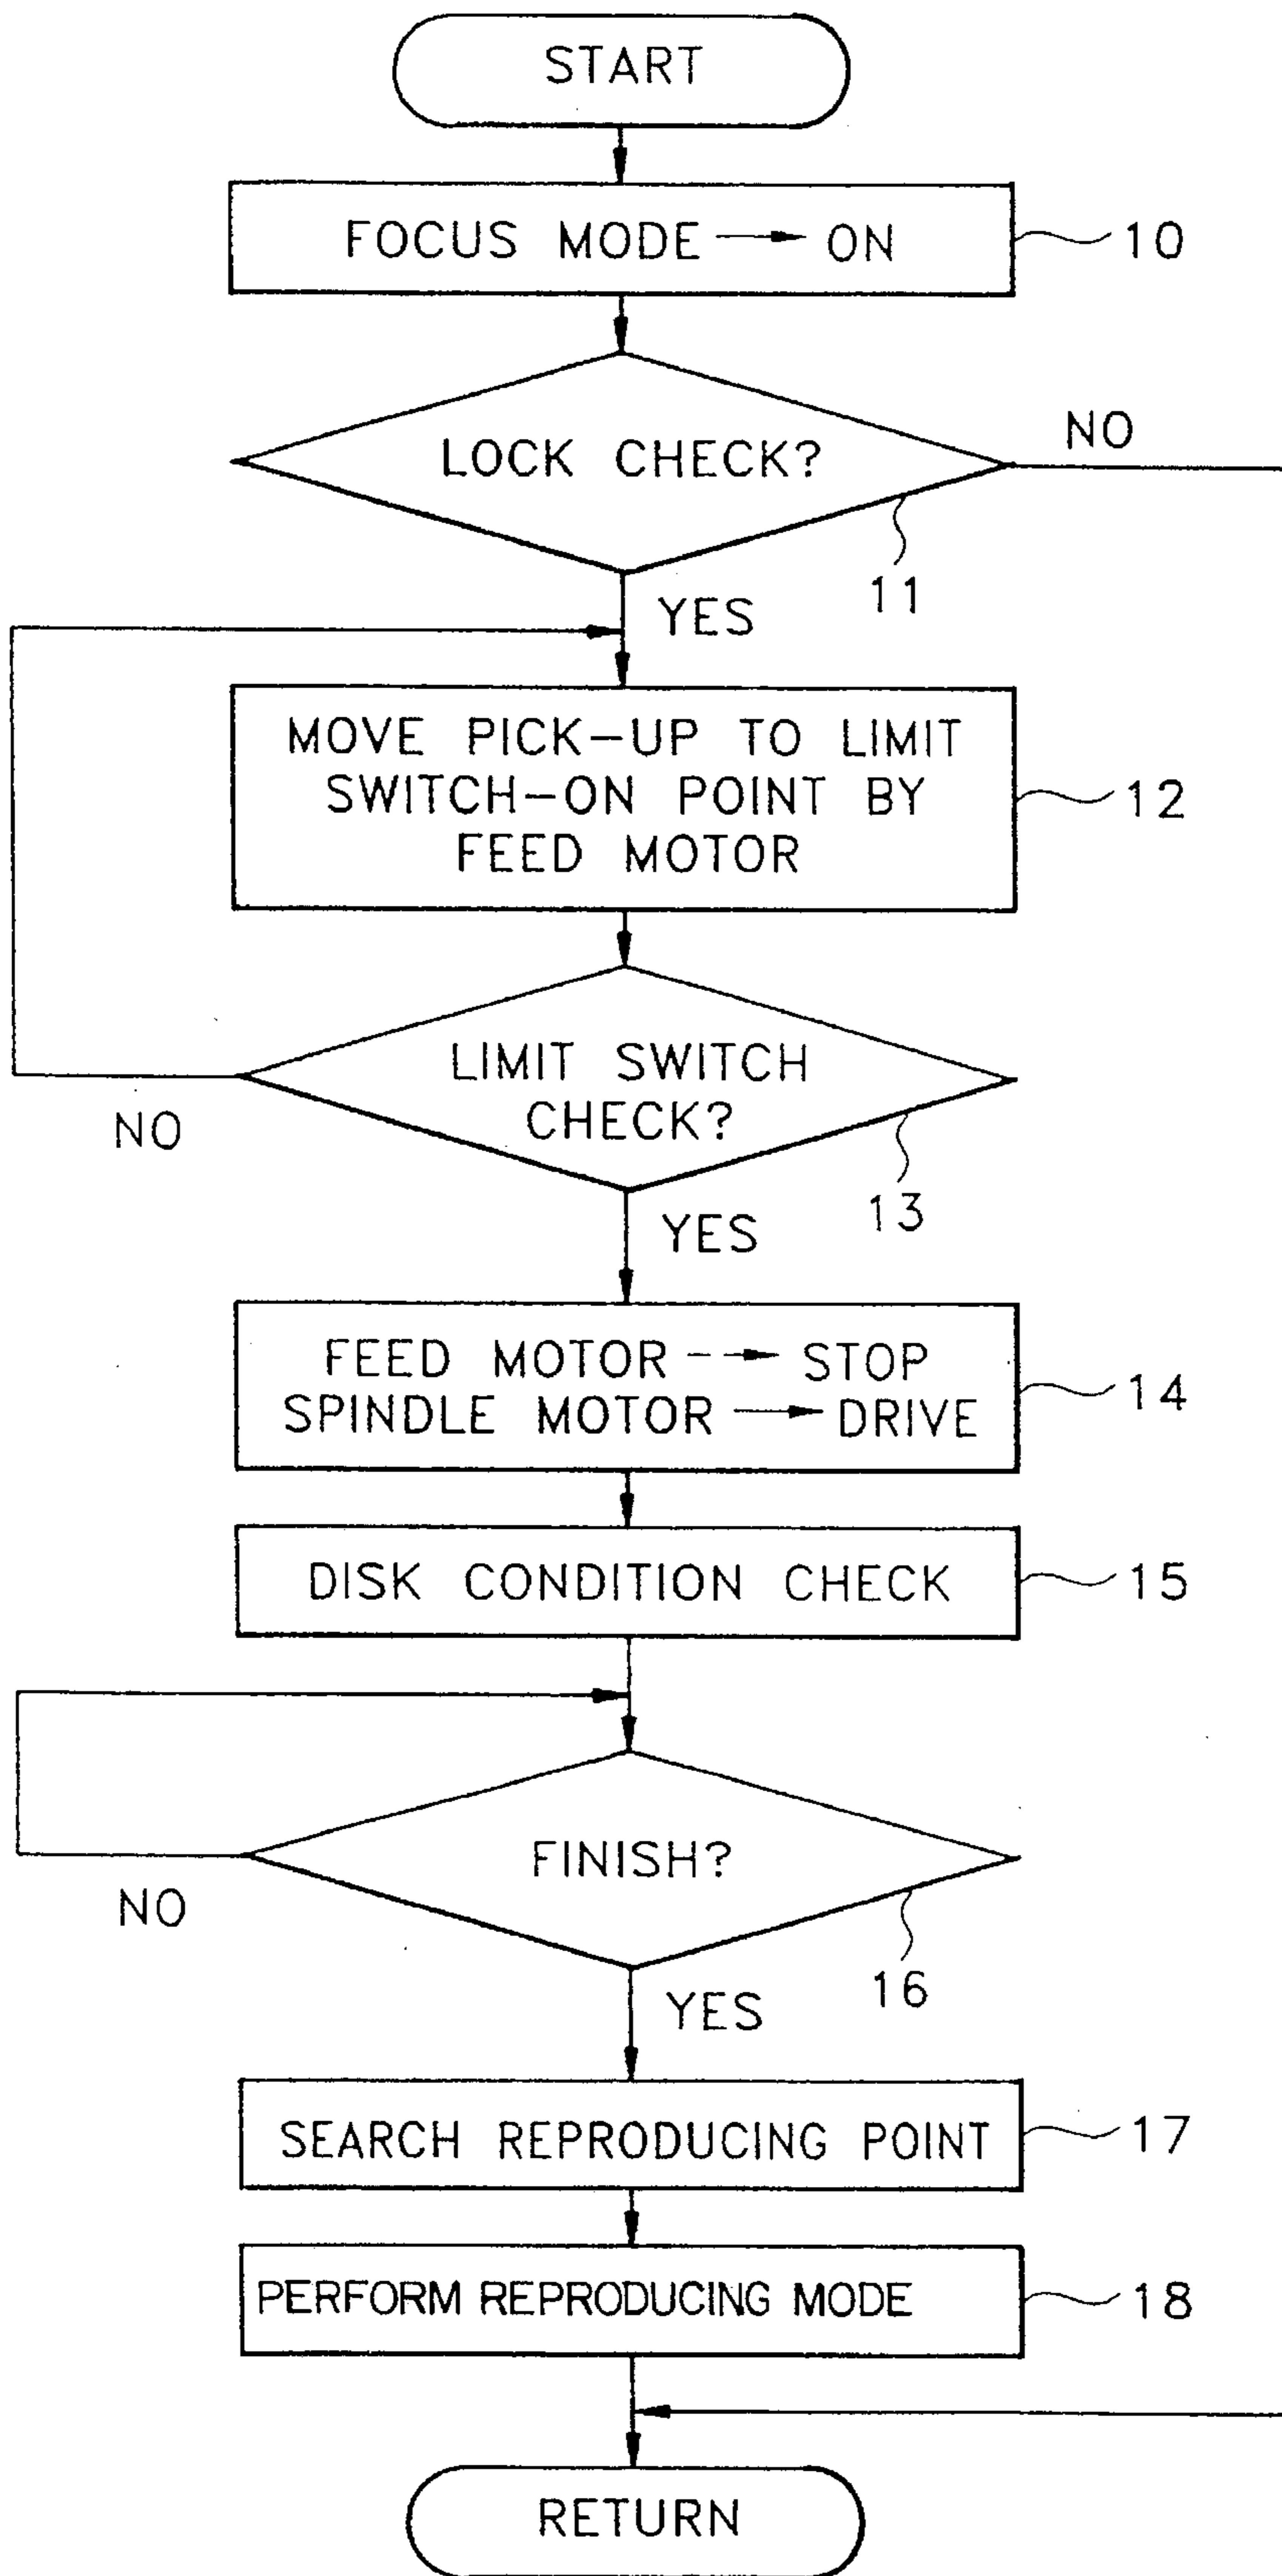 START
FOCUS MODE → ON
10
LOCK CHECK?
NO
11
YES
MOVE PICK-UP TO LIMIT
SWITCH-ON POINT BY
FEED MOTOR
12
LIMIT SWITCH
CHECK?
NO
13
YES
FEED MOTOR --→ STOP
SPINDLE MOTOR → DRIVE
14
DISK CONDITION CHECK
15
FINISH?
NO
16
YES
SEARCH REPRODUCING POINT
17
PERFORM REPRODUCING MODE
18
RETURN